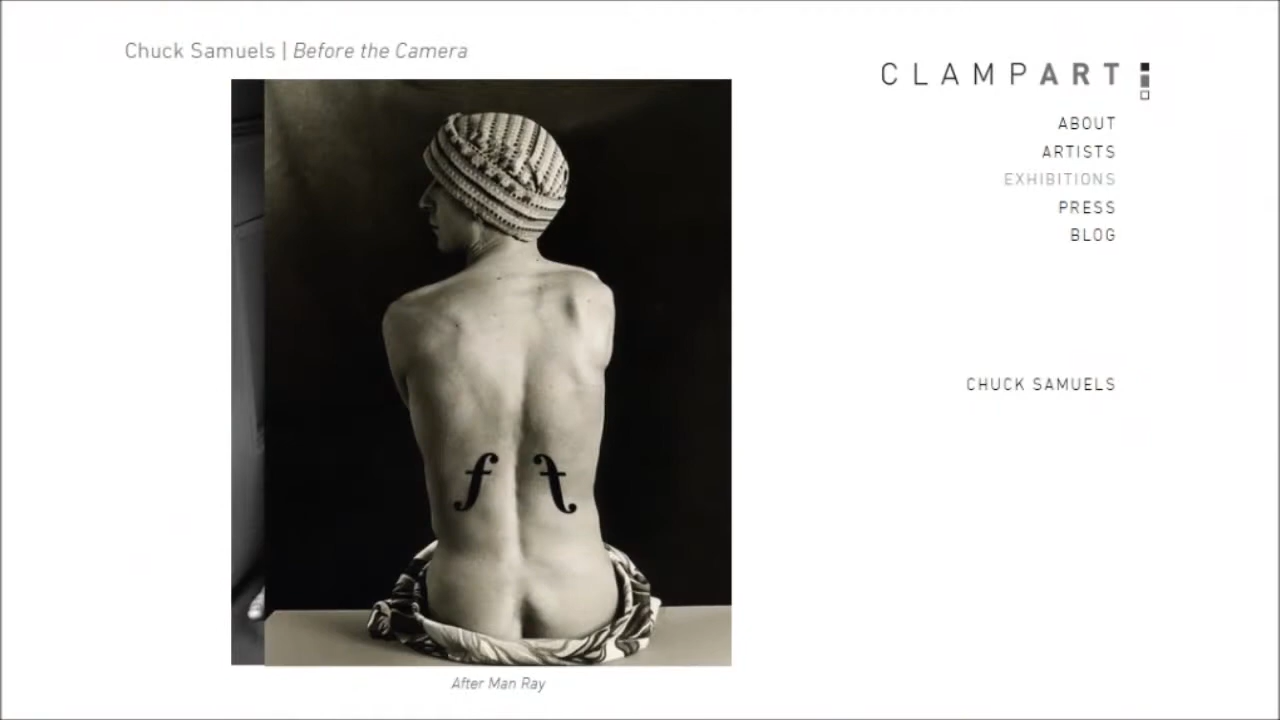 Chuck Samuels | Before the Camera
CLAMPART
ABOUT
ARTISTS
EXHIBITIONS
PRESS
BLOG
CHUCK SAMUELS
After Man Ray